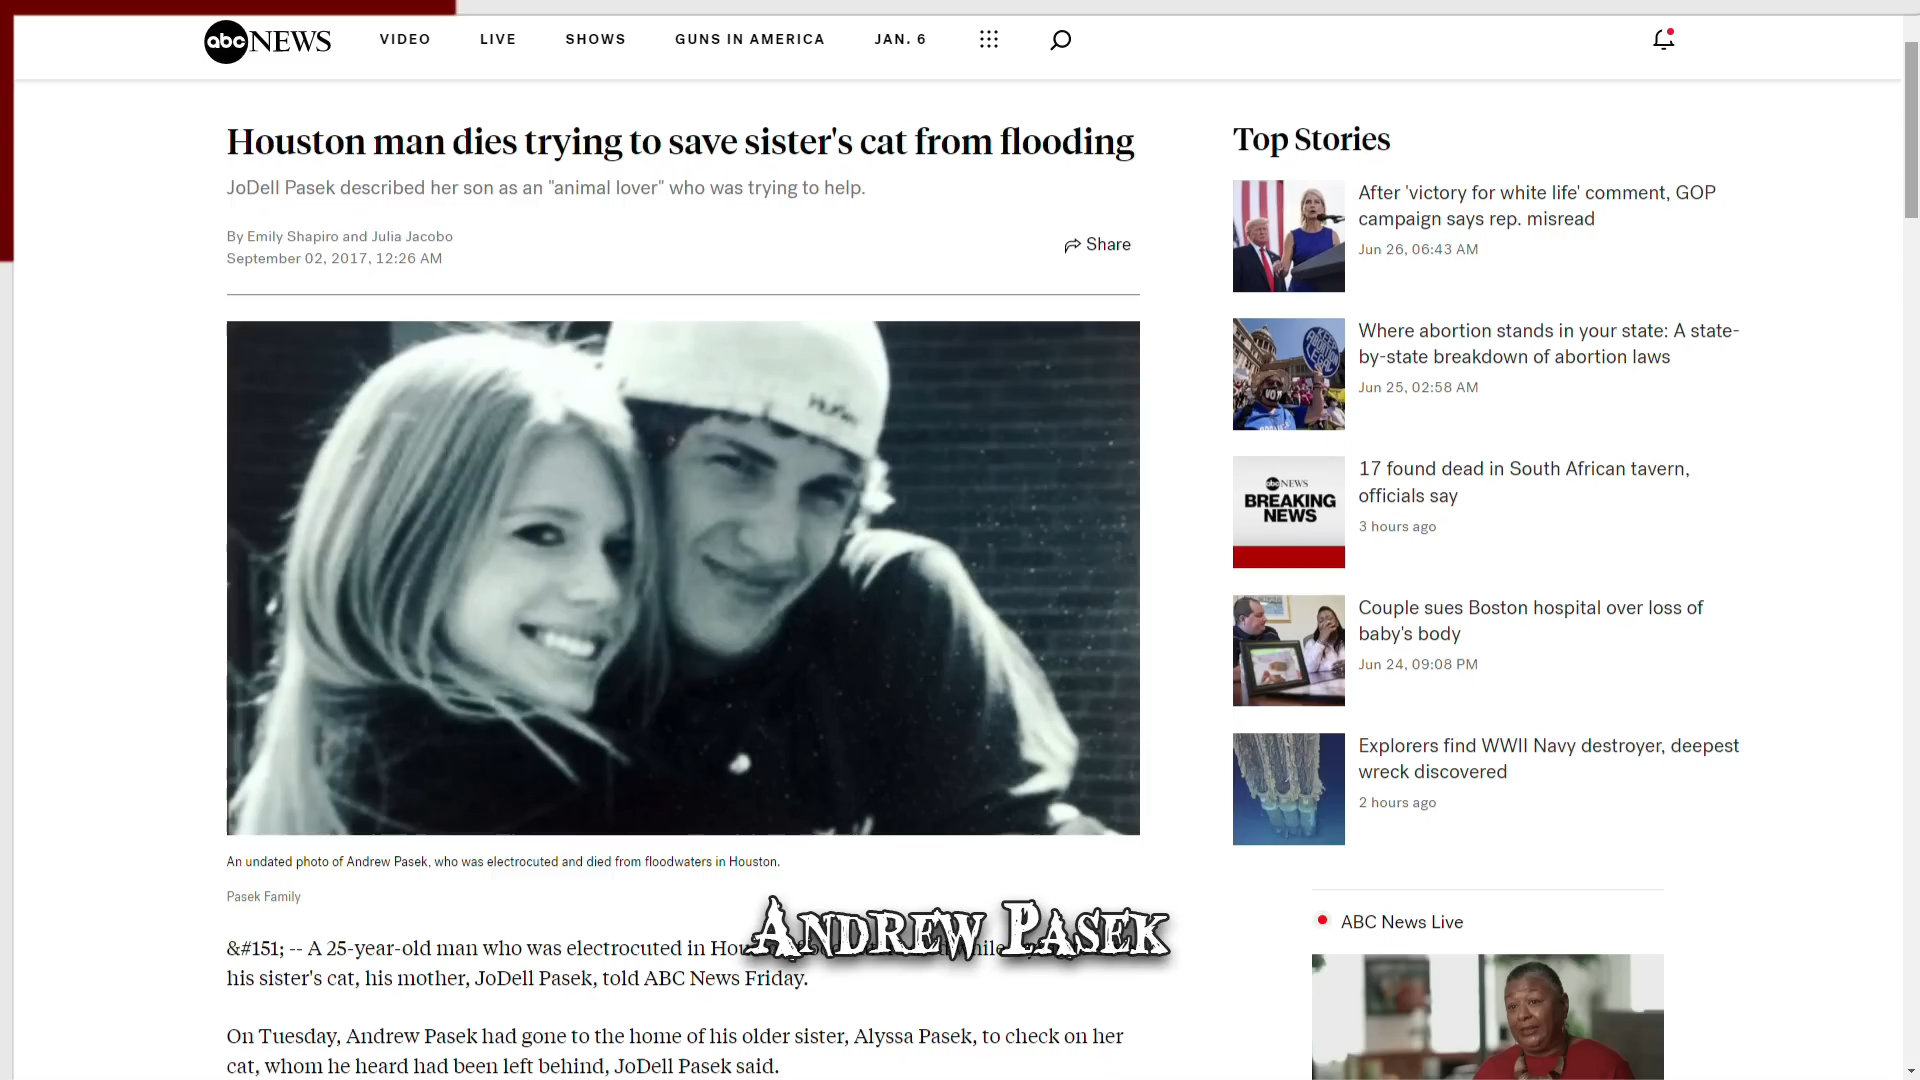 abc NEWS
VIDEO LIVE SHOWS GUNS IN AMERICA JAN. 6
Houston man dies trying to save sister's cat from flooding
JoDell Pasek described her son as an "animal lover" who was trying to help.
By Emily Shapiro and Julia Jacobo
September 02, 2017, 12:26 AM
Share
An undated photo of Andrew Pasek, who was electrocuted and died from floodwaters in Houston.
Pasek Family
Andrew Pasek
&#151; -- A 25-year-old man who was electrocuted in
his sister's cat, his mother, JoDell Pasek, told ABC News Friday.
On Tuesday, Andrew Pasek had gone to the home of his older sister, Alyssa Pasek, to check on her
cat, whom he heard had been left behind, JoDell Pasek said.
Top Stories
After 'victory for white life' comment, GOP
campaign says rep. misread
Jun 26, 06:43 AM
KEEP
ABORTION
LEGAL
Where abortion stands in your state: A state-
by-state breakdown of abortion laws
Jun 25, 02:58 AM
abc NEWS
BREAKING
NEWS
17 found dead in South African tavern,
officials say
3 hours ago
Couple sues Boston hospital over loss of
baby's body
Jun 24, 09:08 PM
Explorers find WWII Navy destroyer, deepest
wreck discovered
2 hours ago
ABC News Live